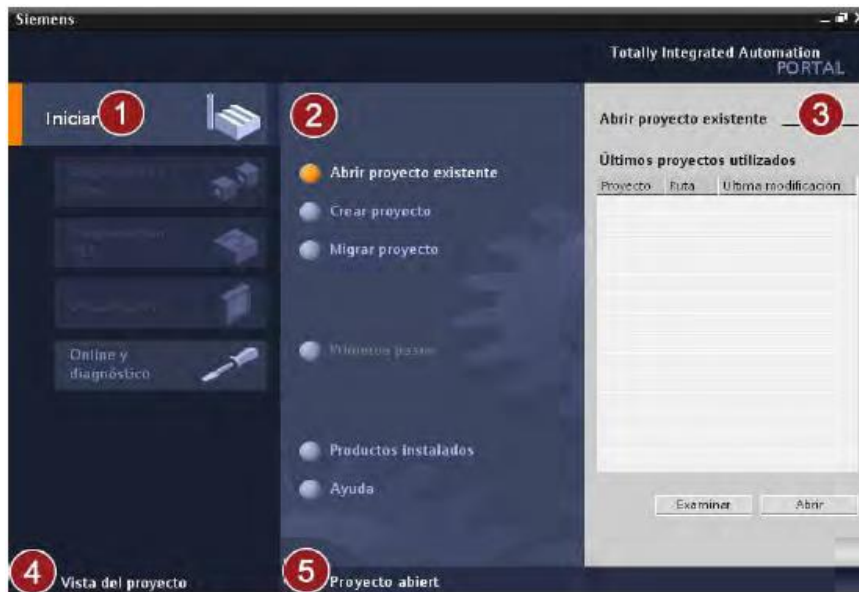 Siemens
Totally Integrated Automation
PORTAL
Iniciar
1
2
Abrir proyecto existente
Crear proyecto
Migrar proyecto
Primeros pasos
Productos instalados
Ayuda
Online y
diagnóstico
Abrir proyecto existente
3
Últimos proyectos utilizados
Proyecto Ruta Última modificación
Examinar Abrir
4
Vista del proyecto
5
Proyecto abiert